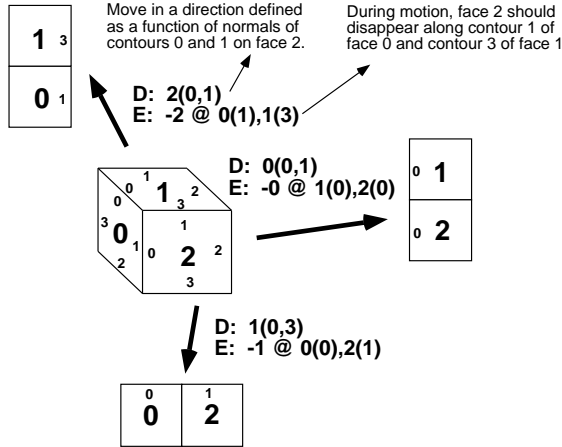 Move in a direction defined
as a function of normals of
contours 0 and 1 on face 2.
During motion, face 2 should
disappear along contour 1 of
face 0 and contour 3 of face 1
1 3
0 1
D: 2(0,1)
E: -2 @ 0(1),1(3)
D: 0(0,1)
E: -0 @ 1(0),2(0)
0 1
0 2
1
0 1 2
0 3
3 0 1
2
1
0 2 2
3
D: 1(0,3)
E: -1 @ 0(0),2(1)
0 1
0 2